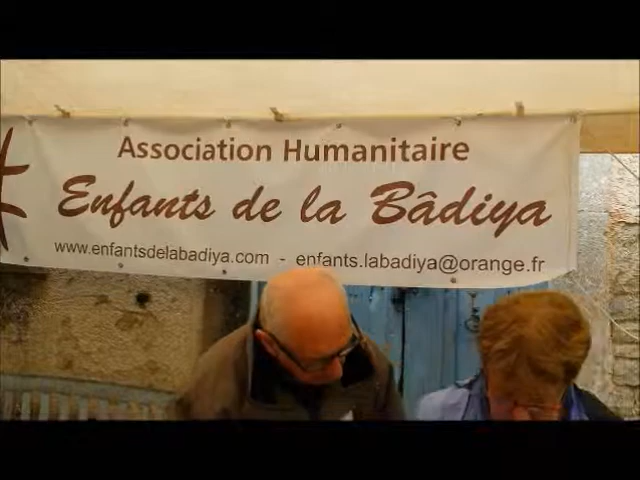 Association Humanitaire
Enfants de la Bâdiya
www.enfantsdelabadiya.com - enfants.labadiya@orange.fr